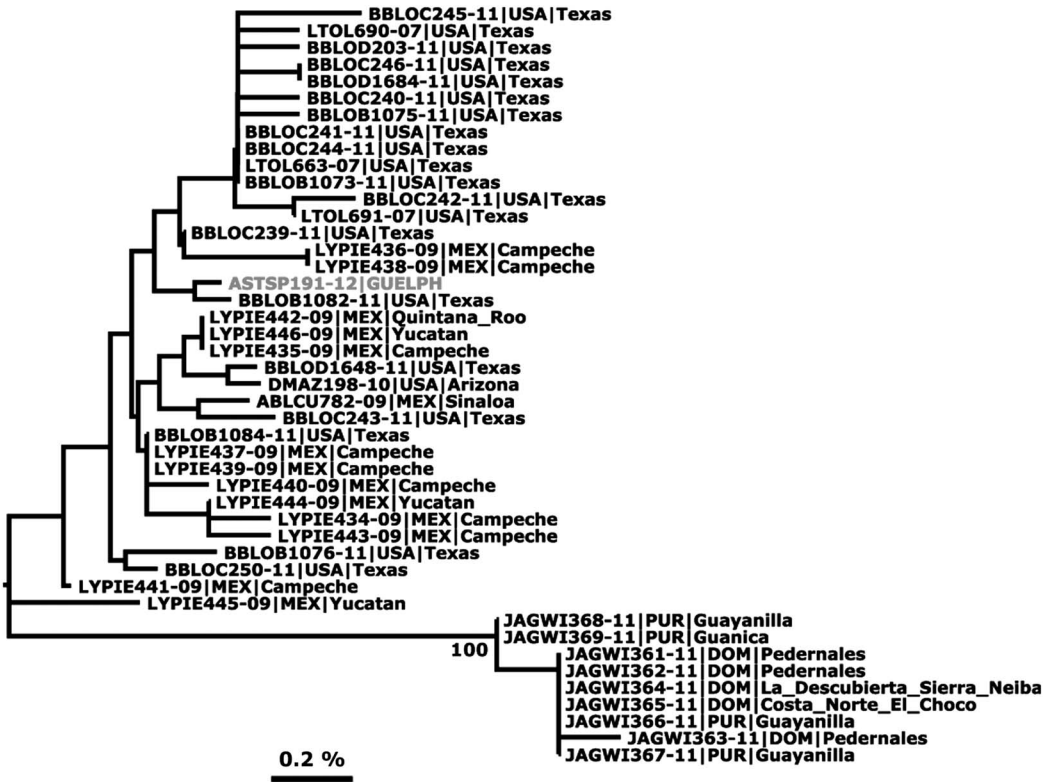 BBLOC245-11|USA|Texas
LTOL690-07|USA|Texas
BBLOD203-11|USA|Texas
BBLOC246-11|USA|Texas
BBLOD1684-11|USA|Texas
BBLOC240-11|USA|Texas
BBLOB1075-11|USA|Texas
BBLOC241-11|USA|Texas
BBLOC244-11|USA|Texas
LTOL663-07|USA|Texas
BBLOB1073-11|USA|Texas
BBLOC242-11|USA|Texas
LTOL691-07|USA|Texas
BBLOC239-11|USA|Texas
LYPIE436-09|MEX|Campeche
LYPIE438-09|MEX|Campeche
ASTSP191-12|GUELPH
BBLOB1082-11|USA|Texas
LYPIE442-09|MEX|Quintana_Roo
LYPIE446-09|MEX|Yucatan
LYPIE435-09|MEX|Campeche
BBLOD1648-11|USA|Texas
DMAZ198-10|USA|Arizona
ABLCU782-09|MEX|Sinaloa
BBLOC243-11|USA|Texas
BBLOB1084-11|USA|Texas
LYPIE437-09|MEX|Campeche
LYPIE439-09|MEX|Campeche
LYPIE440-09|MEX|Campeche
LYPIE444-09|MEX|Yucatan
LYPIE434-09|MEX|Campeche
LYPIE443-09|MEX|Campeche
BBLOB1076-11|USA|Texas
BBLOC250-11|USA|Texas
LYPIE441-09|MEX|Campeche
LYPIE445-09|MEX|Yucatan
JAGWI368-11|PUR|Guayanilla
JAGWI369-11|PUR|Guanica
100
JAGWI361-11|DOM|Pedernales
JAGWI362-11|DOM|Pedernales
JAGWI364-11|DOM|La_Descubierta_Sierra_Neiba
JAGWI365-11|DOM|Costa_Norte_El_Choco
JAGWI366-11|PUR|Guayanilla
JAGWI363-11|DOM|Pedernales
JAGWI367-11|PUR|Guayanilla
0.2 %